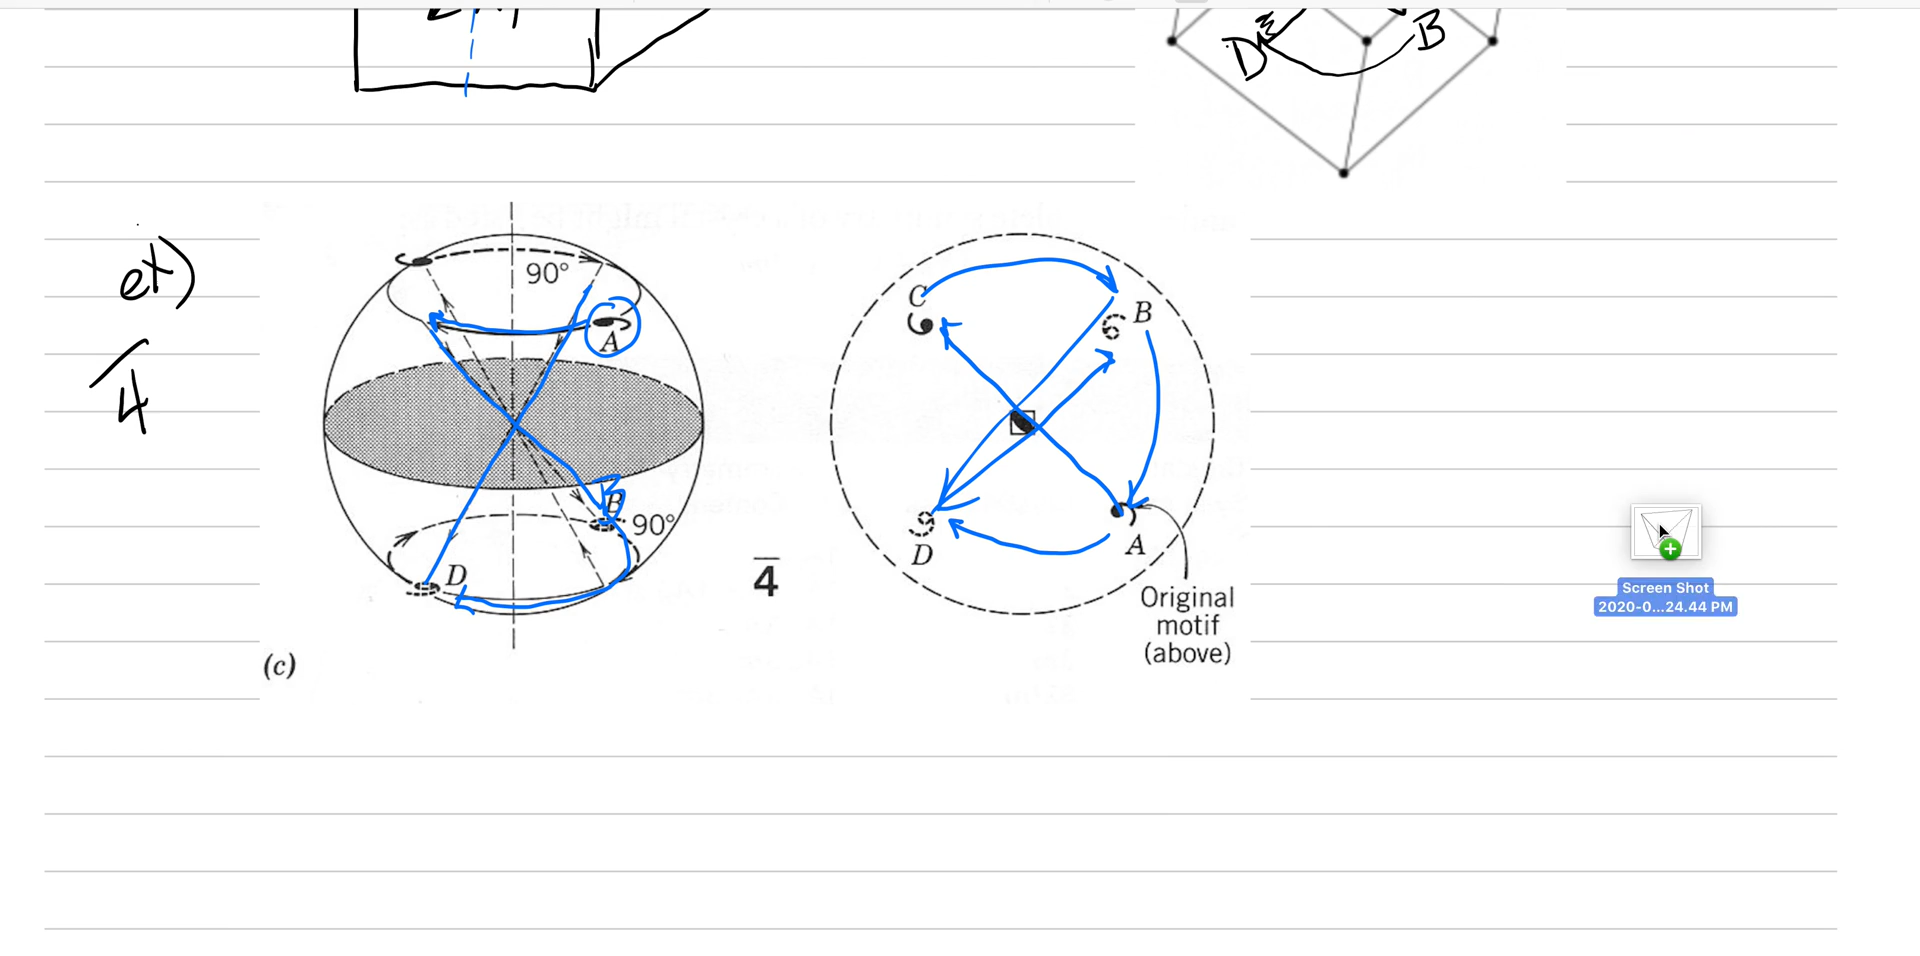 D
B
ex)
4̅
90°
A
B
90°
D
4̅
C
B
D
A
Original
motif
(above)
(c)
Screen Shot
2020-0...24.44 PM